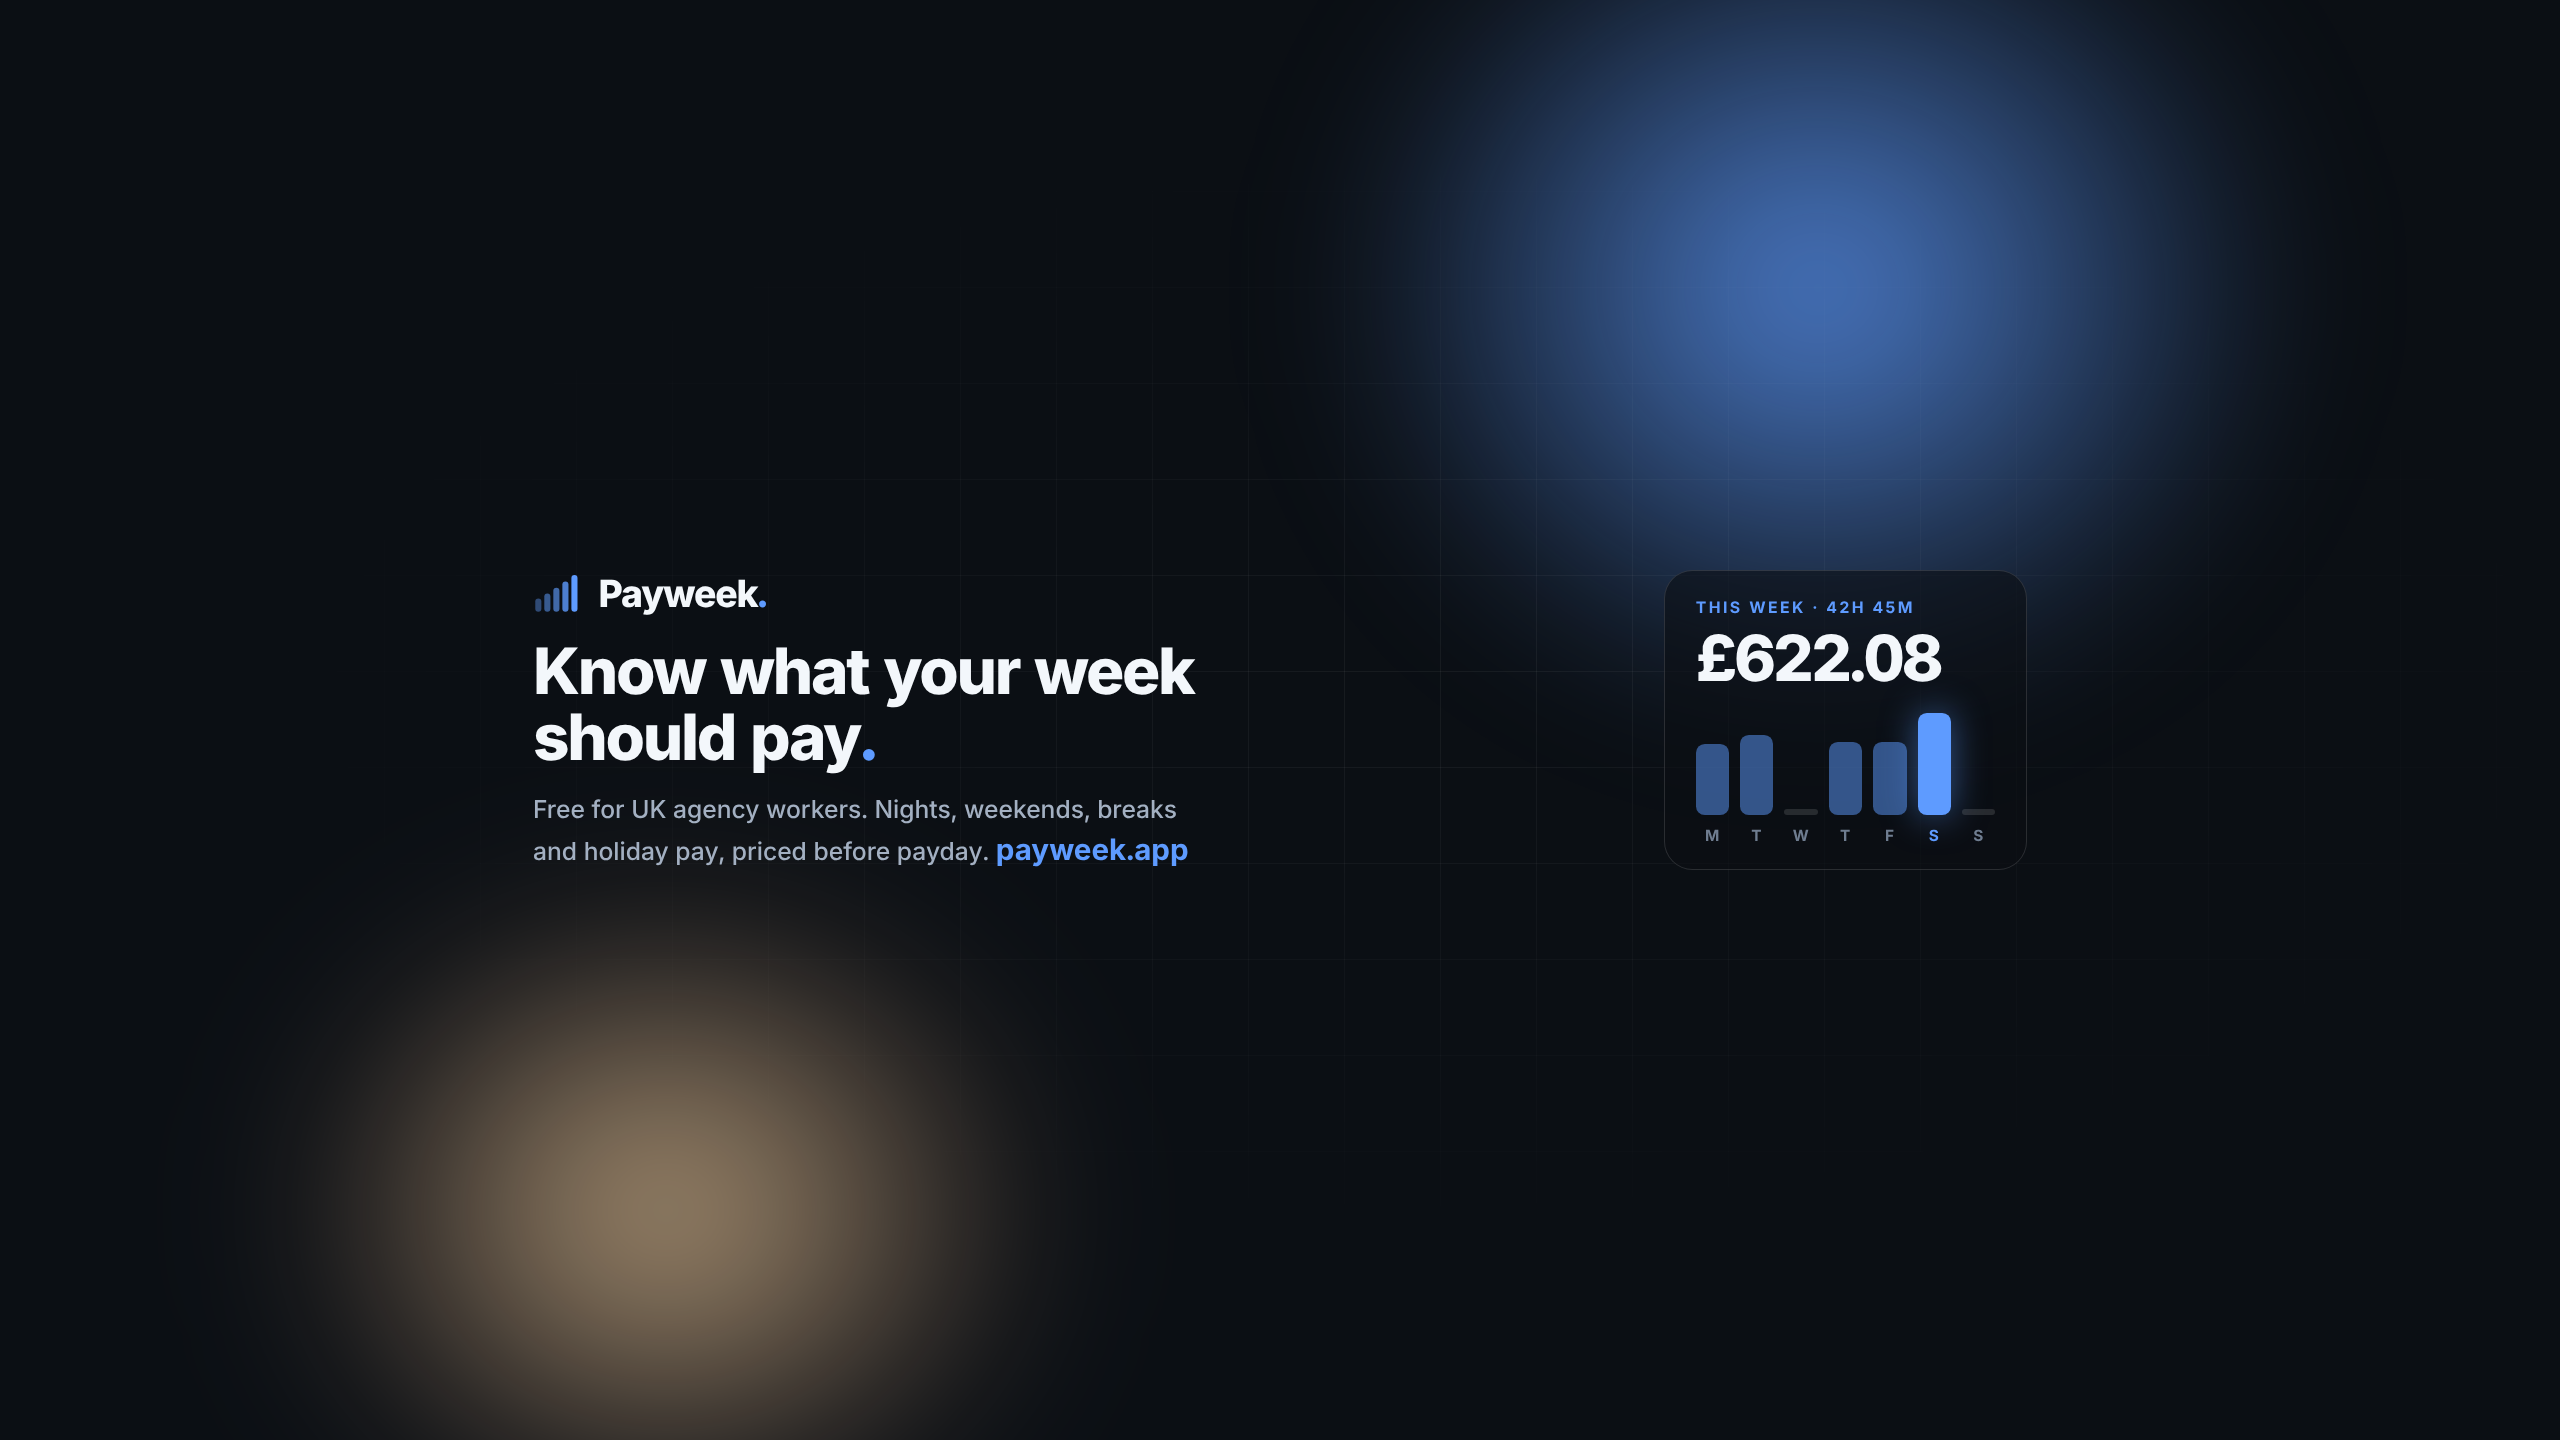 Payweek.
Know what your week
should pay.
Free for UK agency workers. Nights, weekends, breaks
and holiday pay, priced before payday. payweek.app
THIS WEEK · 42H 45M
£622.08
M T W T F S S